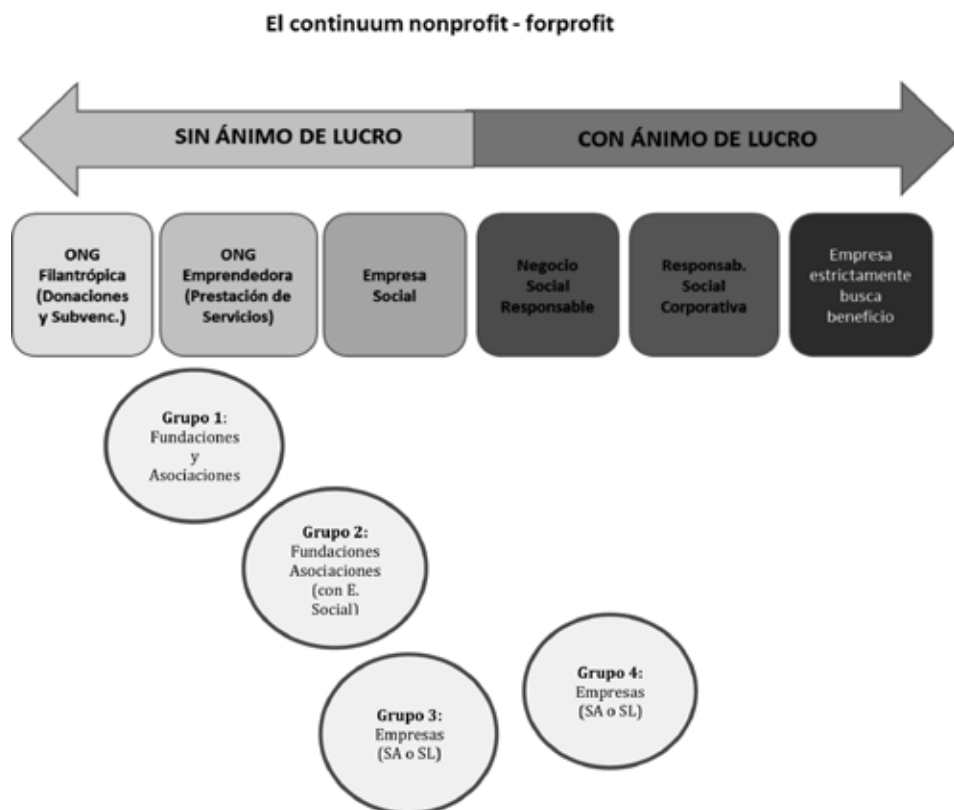 El continuum nonprofit - forprofit
SIN ÁNIMO DE LUCRO
CON ÁNIMO DE LUCRO
ONG
Filantrópica
(Donaciones
y Subvenc.)
ONG
Emprendedora
(Prestación de
Servicios)
Empresa
Social
Negocio
Social
Responsable
Responsab.
Social
Corporativa
Empresa
estrictamente
busca
beneficio
Grupo 1:
Fundaciones
y
Asociaciones
Grupo 2:
Fundaciones
Asociaciones
(con E.
Social)
Grupo 3:
Empresas
(SA o SL)
Grupo 4:
Empresas
(SA o SL)